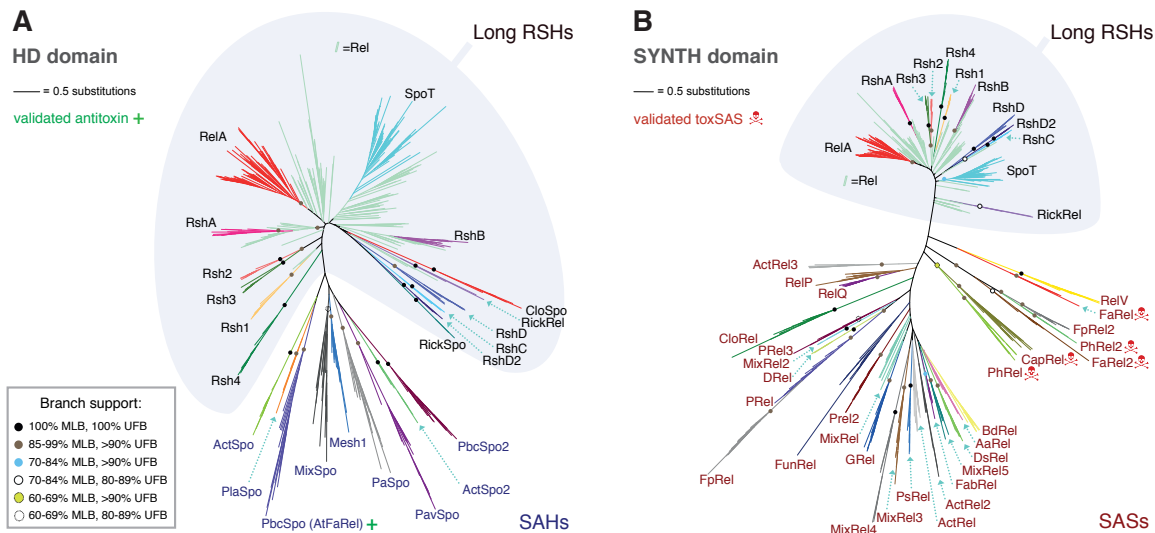 A
HD domain
= 0.5 substitutions
validated antitoxin +
Long RSHs
/ =Rel
SpoT
RelA
RshA
RshB
Rsh2
Rsh3
Rsh1
Rsh4
CloSpo
RickRel
RshD
RshC
RshD2
RickSpo
ActSpo
PlaSpo
PbcSpo (AtFaRel) +
MixSpo
Mesh1
PaSpo
PavSpo
ActSpo2
PbcSpo2
SAHs
Branch support:
100% MLB, 100% UFB
85-99% MLB, >90% UFB
70-84% MLB, >90% UFB
70-84% MLB, 80-89% UFB
60-69% MLB, >90% UFB
60-69% MLB, 80-89% UFB
B
SYNTH domain
= 0.5 substitutions
validated toxSAS
Long RSHs
Rsh4
Rsh2
Rsh3
Rsh1
RshA
RshB
RshD
RshD2
RshC
RelA
SpoT
/ =Rel
RickRel
ActRel3
RelP
RelQ
CloRel
PRel3
MixRel2
DRel
PRel
FpRel
FunRel
Prel2
MixRel
GRel
MixRel4
MixRel3
PsRel
ActRel
ActRel2
FabRel
MixRel5
DsRel
AaRel
BdRel
RelV
FaRel
FpRel2
PhRel2
FaRel2
CapRel
PhRel
SASs